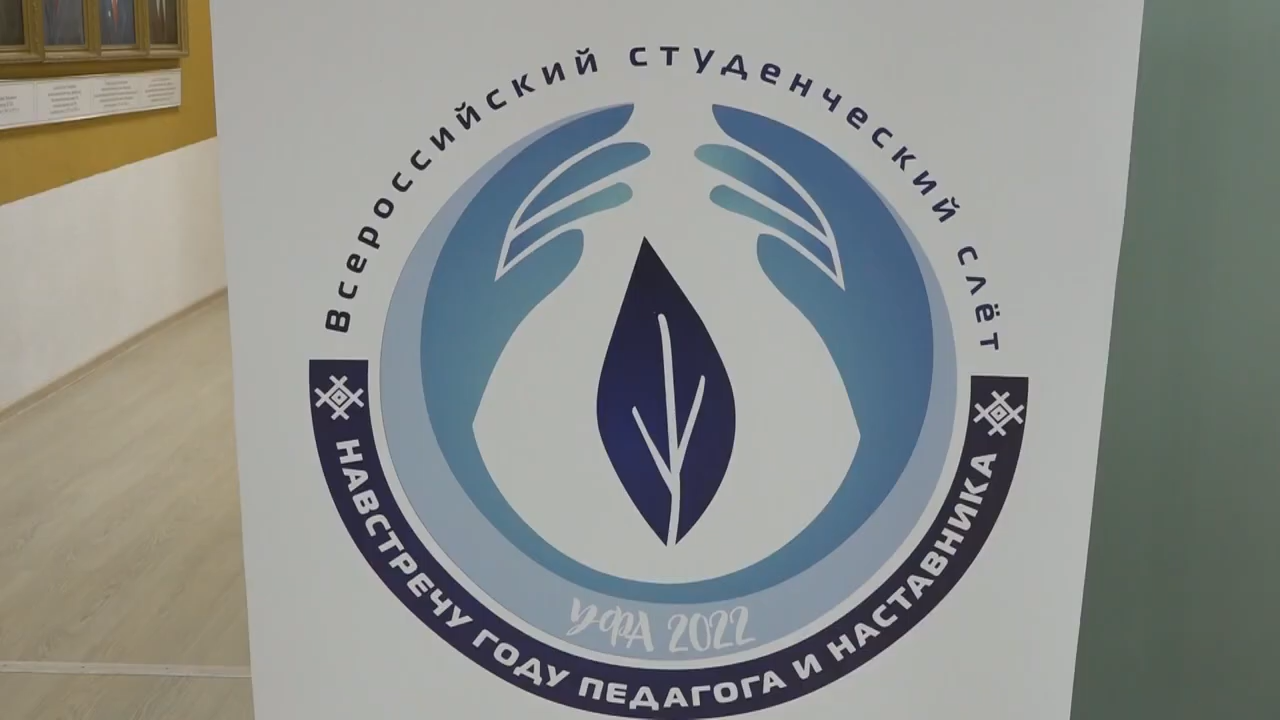 Всероссийский студенческий слёт
УФА 2022
НАВСТРЕЧУ ГОДУ ПЕДАГОГА И НАСТАВНИКА